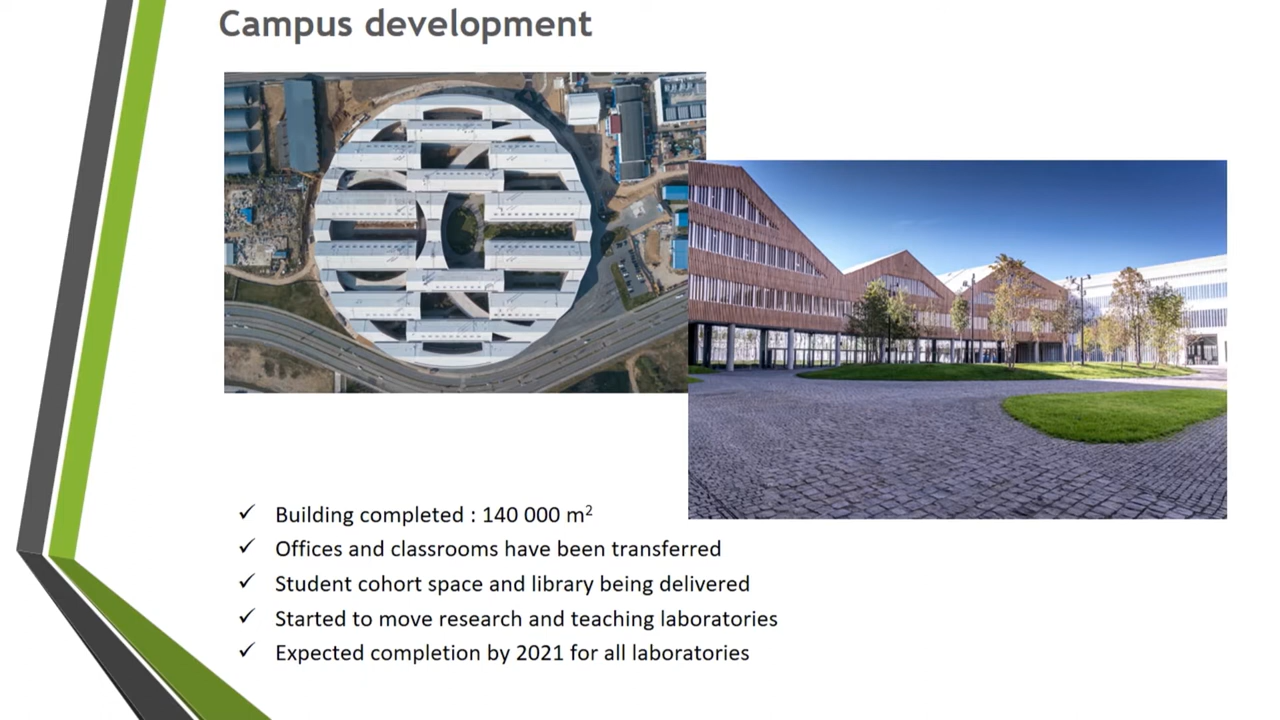 Campus development
✓ Building completed : 140 000 m²
✓ Offices and classrooms have been transferred
✓ Student cohort space and library being delivered
✓ Started to move research and teaching laboratories
✓ Expected completion by 2021 for all laboratories